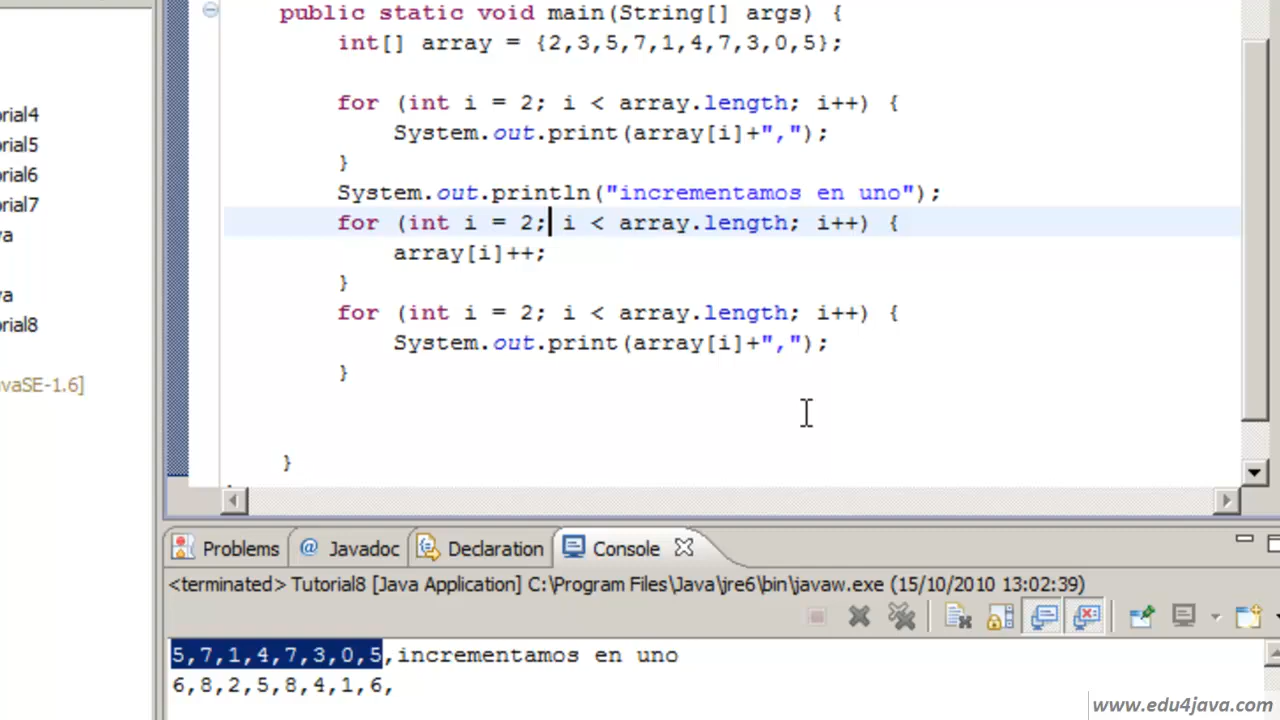 public static void main(String[] args) {
int[] array = {2,3,5,7,1,4,7,3,0,5};
for (int i = 2; i < array.length; i++) {
System.out.print(array[i]+",");
}
System.out.println("incrementamos en uno");
for (int i = 2; i < array.length; i++) {
array[i]++;
}
for (int i = 2; i < array.length; i++) {
System.out.print(array[i]+",");
}
}
orial4
orial5
orial6
orial7
va
va
orial8
avaSE-1.6]
Problems @ Javadoc Declaration Console
<terminated> Tutorial8 [Java Application] C:\Program Files\Java\jre6\bin\javaw.exe (15/10/2010 13:02:39)
5,7,1,4,7,3,0,5,incrementamos en uno
6,8,2,5,8,4,1,6,
www.edu4java.com